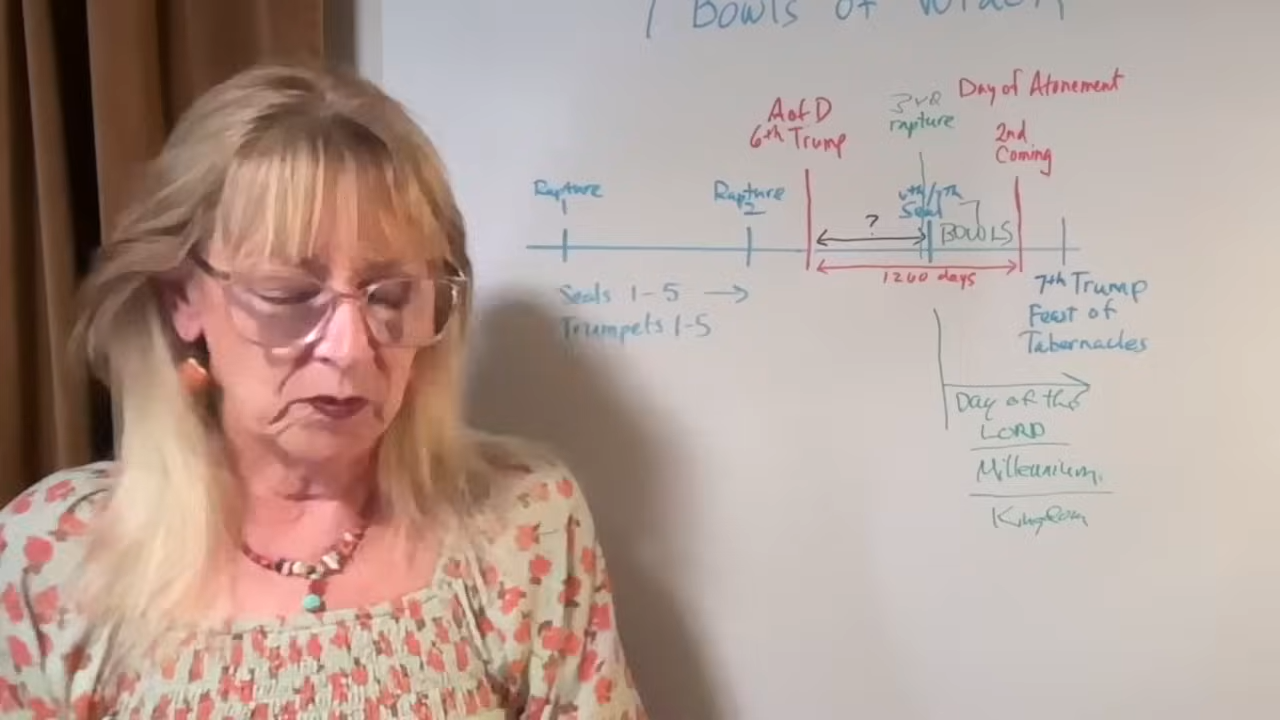 7 Bowls of Wrath
Day of Atonement
AofD
6th Trump
3rd
rapture
2nd
Coming
Rapture
1
Rapture
2
6th/7th
Seal
?
BOWLS
1260 days
Seals 1-5 →
Trumpets 1-5
7th Trump
Feast of
Tabernacles
Day of the
LORD
Millennium
Kingdom